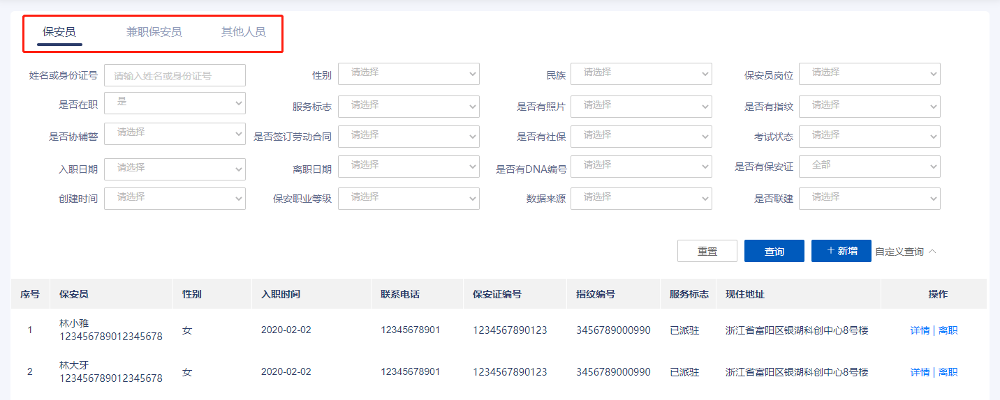 保安员 兼职保安员 其他人员
姓名或身份证号 请输入姓名或身份证号 性别 请选择 民族 请选择 保安员岗位 请选择
是否在职 是 服务标志 请选择 是否有照片 请选择 是否有指纹 请选择
是否协辅警 请选择 是否签订劳动合同 请选择 是否有社保 请选择 考试状态 请选择
入职日期 请选择 离职日期 请选择 是否有DNA编号 请选择 是否有保安证 全部
创建时间 请选择 保安职业等级 请选择 数据来源 请选择 是否联建 请选择
重置 查询 +新增 自定义查询
序号 保安员 性别 入职时间 联系电话 保安证编号 指纹编号 服务标志 现住地址 操作
1 林小雅 123456789012345678 女 2020-02-02 12345678901 1234567890123 3456789000990 已派驻 浙江省富阳区银湖科创中心8号楼 详情 | 离职
2 林大牙 123456789012345678 女 2020-02-02 12345678901 1234567890123 3456789000990 已派驻 浙江省富阳区银湖科创中心8号楼 详情 | 离职